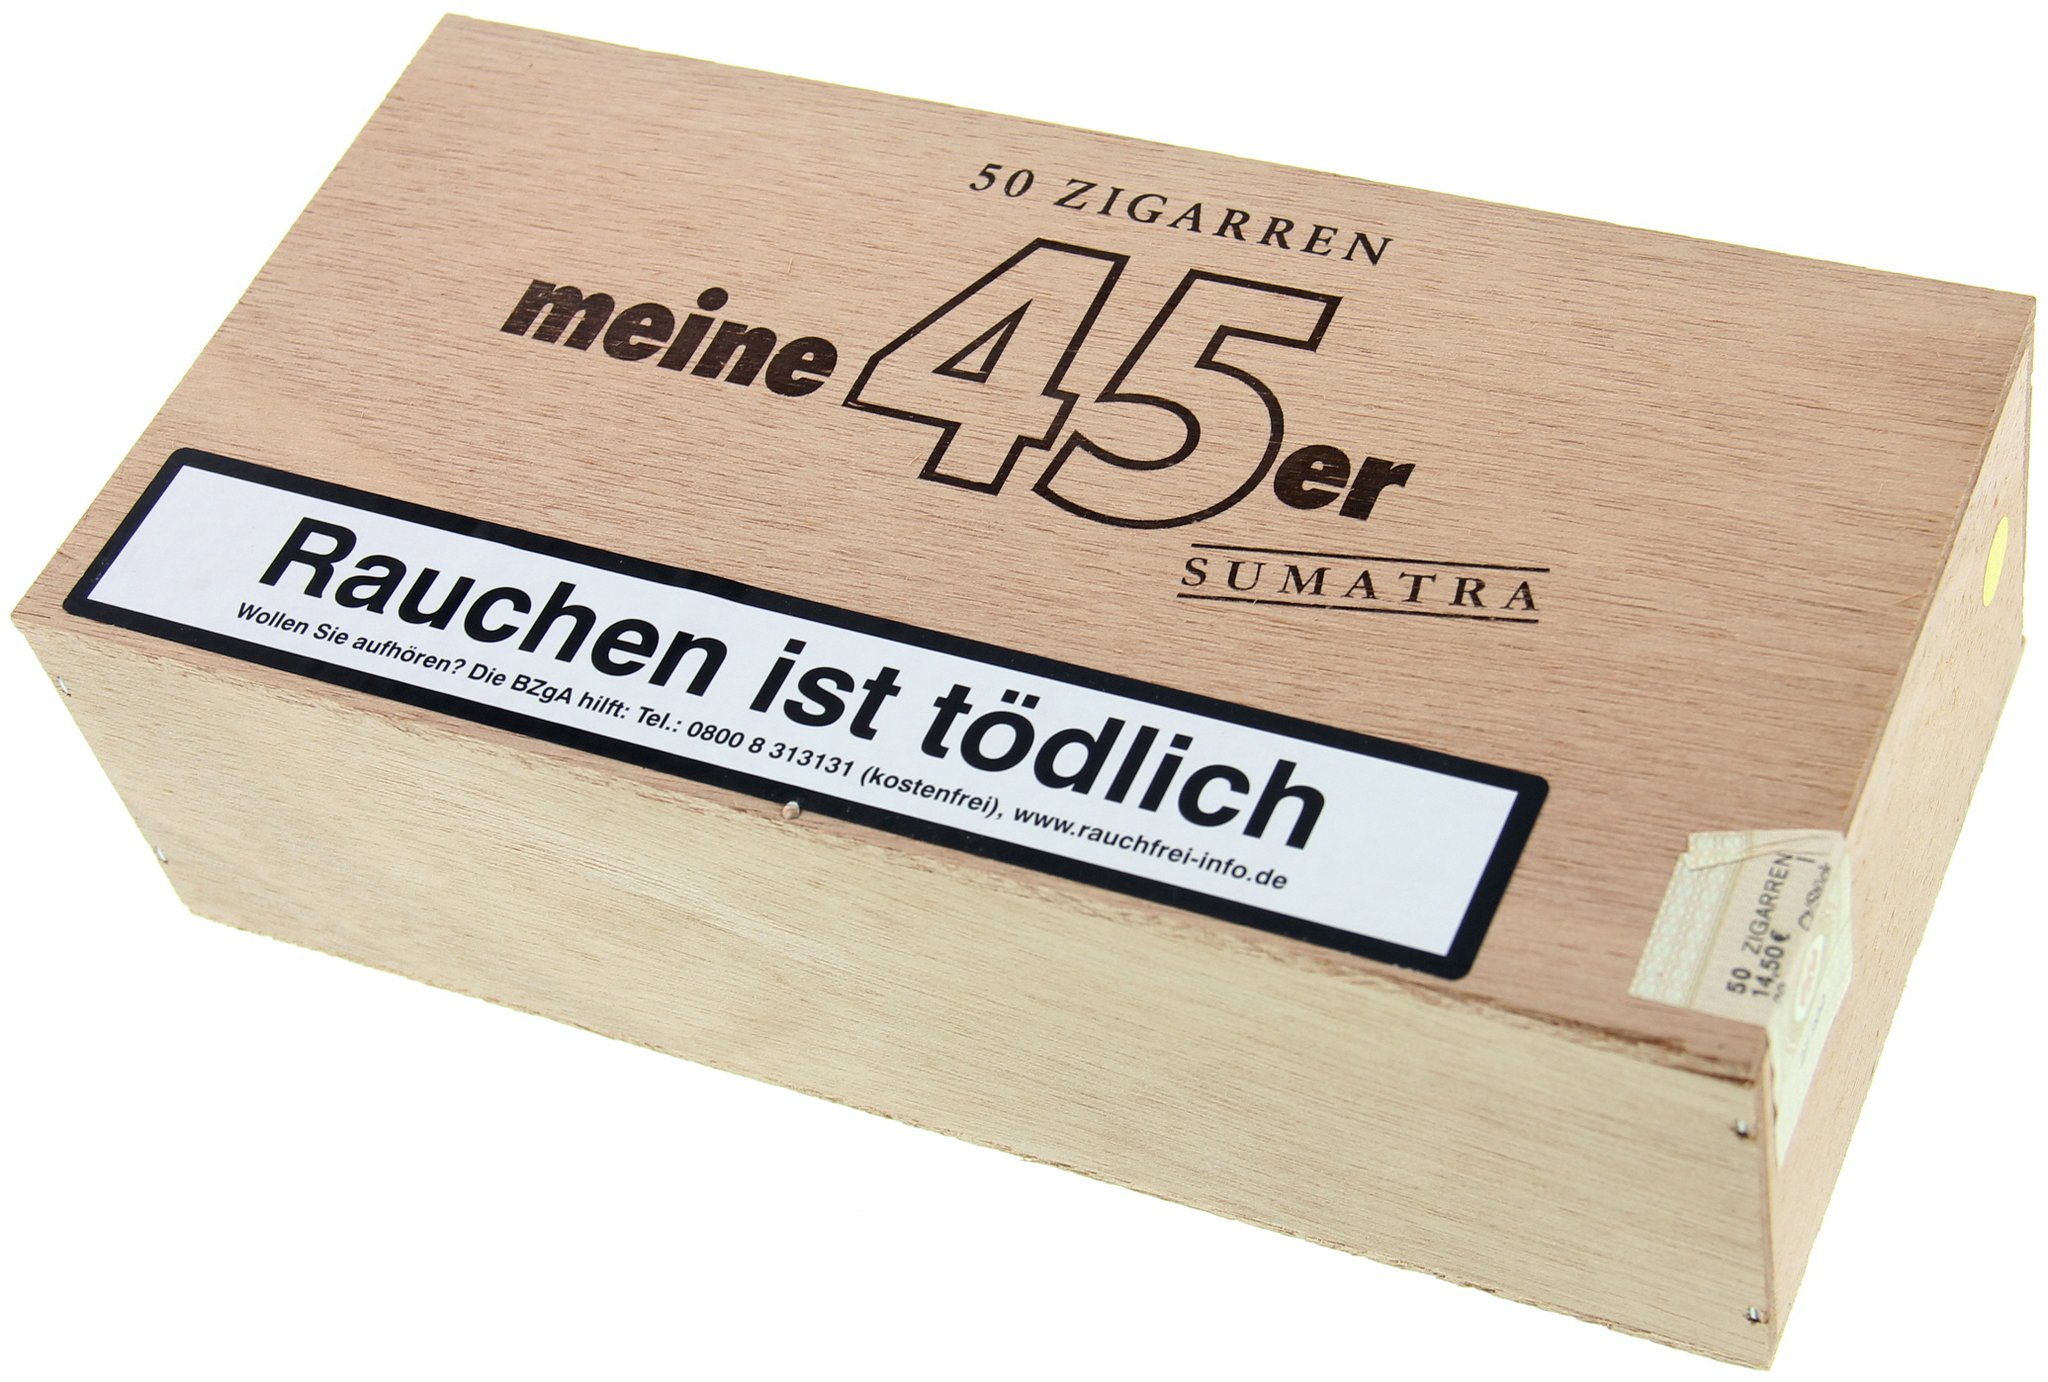 50 ZIGARREN
meine 45er
SUMATRA
Rauchen ist tödlich
Wollen Sie aufhören? Die BZgA hilft: Tel.: 0800 8 313131 (kostenfrei), www.rauchfrei-info.de
50 ZIGARREN
14,50€